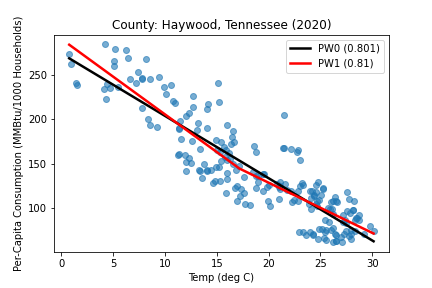 County: Haywood, Tennessee (2020)
PW0 (0.801)
PW1 (0.81)
Per-Capita Consumption (MMBtu/1000 Households)
250
200
150
100
0 5 10 15 20 25 30
Temp (deg C)